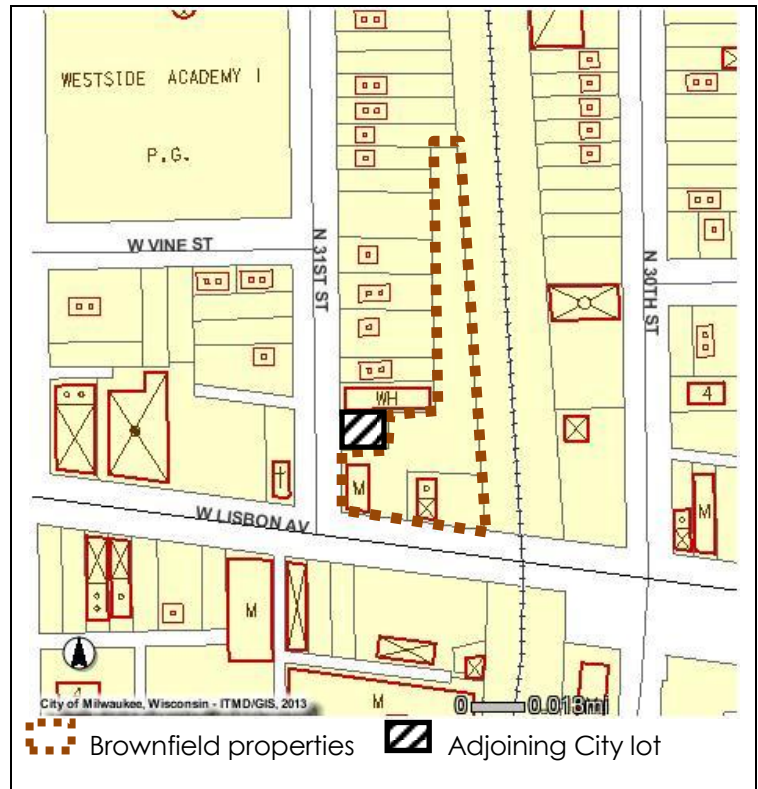 WESTSIDE ACADEMY I
P.G.
W VINE ST
N 31ST ST
N 30TH ST
WH
4
M
M
W LISBON AV
M
4
M
City of Milwaukee, Wisconsin - ITMD/GIS, 2013
0 0.018mi
Brownfield properties Adjoining City lot